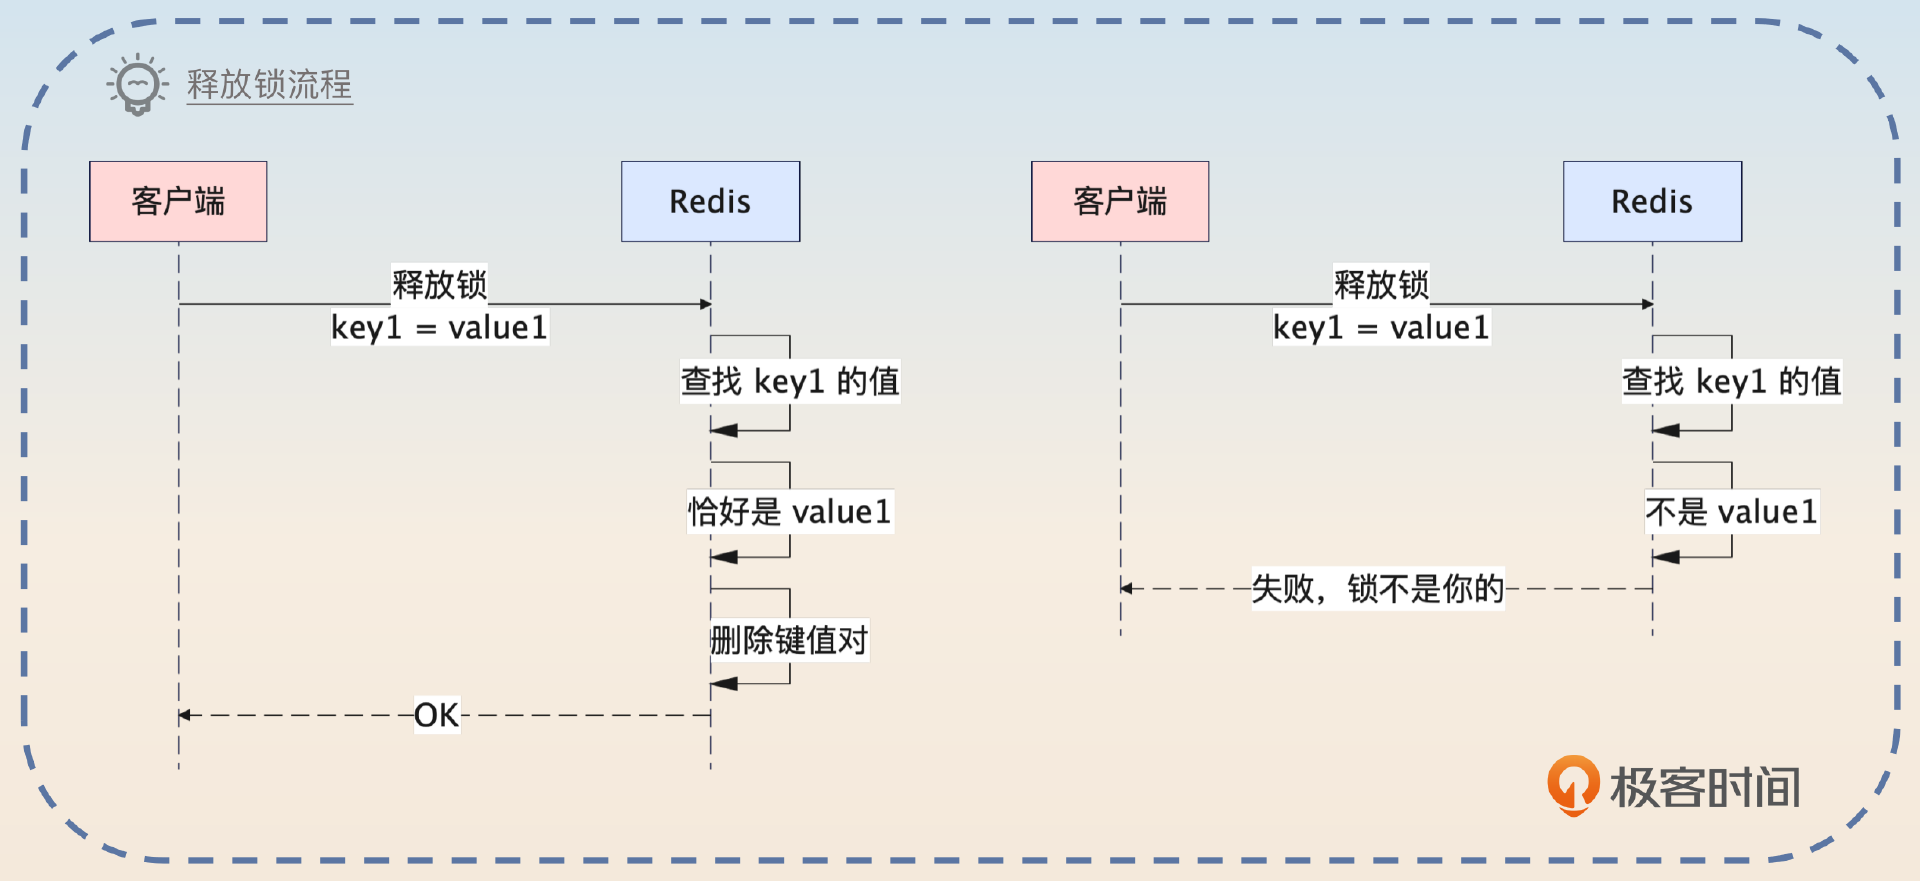 释放锁流程
客户端
Redis
释放锁
key1 = value1
查找 key1 的值
恰好是 value1
删除键值对
OK
客户端
Redis
释放锁
key1 = value1
查找 key1 的值
不是 value1
失败，锁不是你的
极客时间